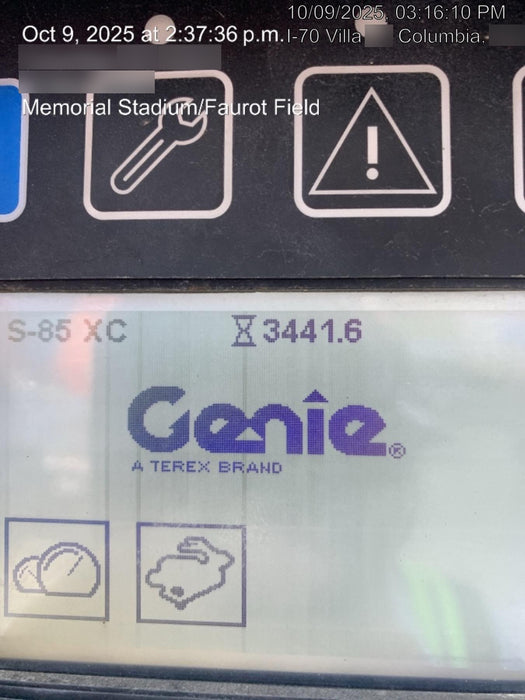 10/09/2025, 03:16:10 PM
Oct 9, 2025 at 2:37:36 p.m.
I-70 Villa Columbia,
Memorial Stadium/Faurot Field
S-85 XC 3441.6
Genie®
A TEREX BRAND